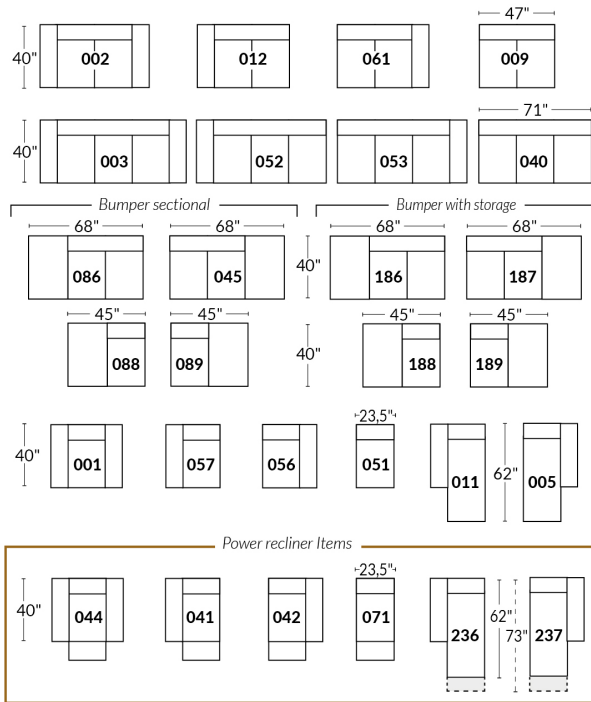 47"
40" 002 012 061 009
71"
40" 003 052 053 040
Bumper sectional Bumper with storage
68" 68" 68" 68"
086 045 40" 186 187
45" 45" 45" 45"
088 089 40" 188 189
23,5"
40" 001 057 056 051 011 62" 005
Power recliner Items
23,5"
40" 044 041 042 071 236 62" 73" 237